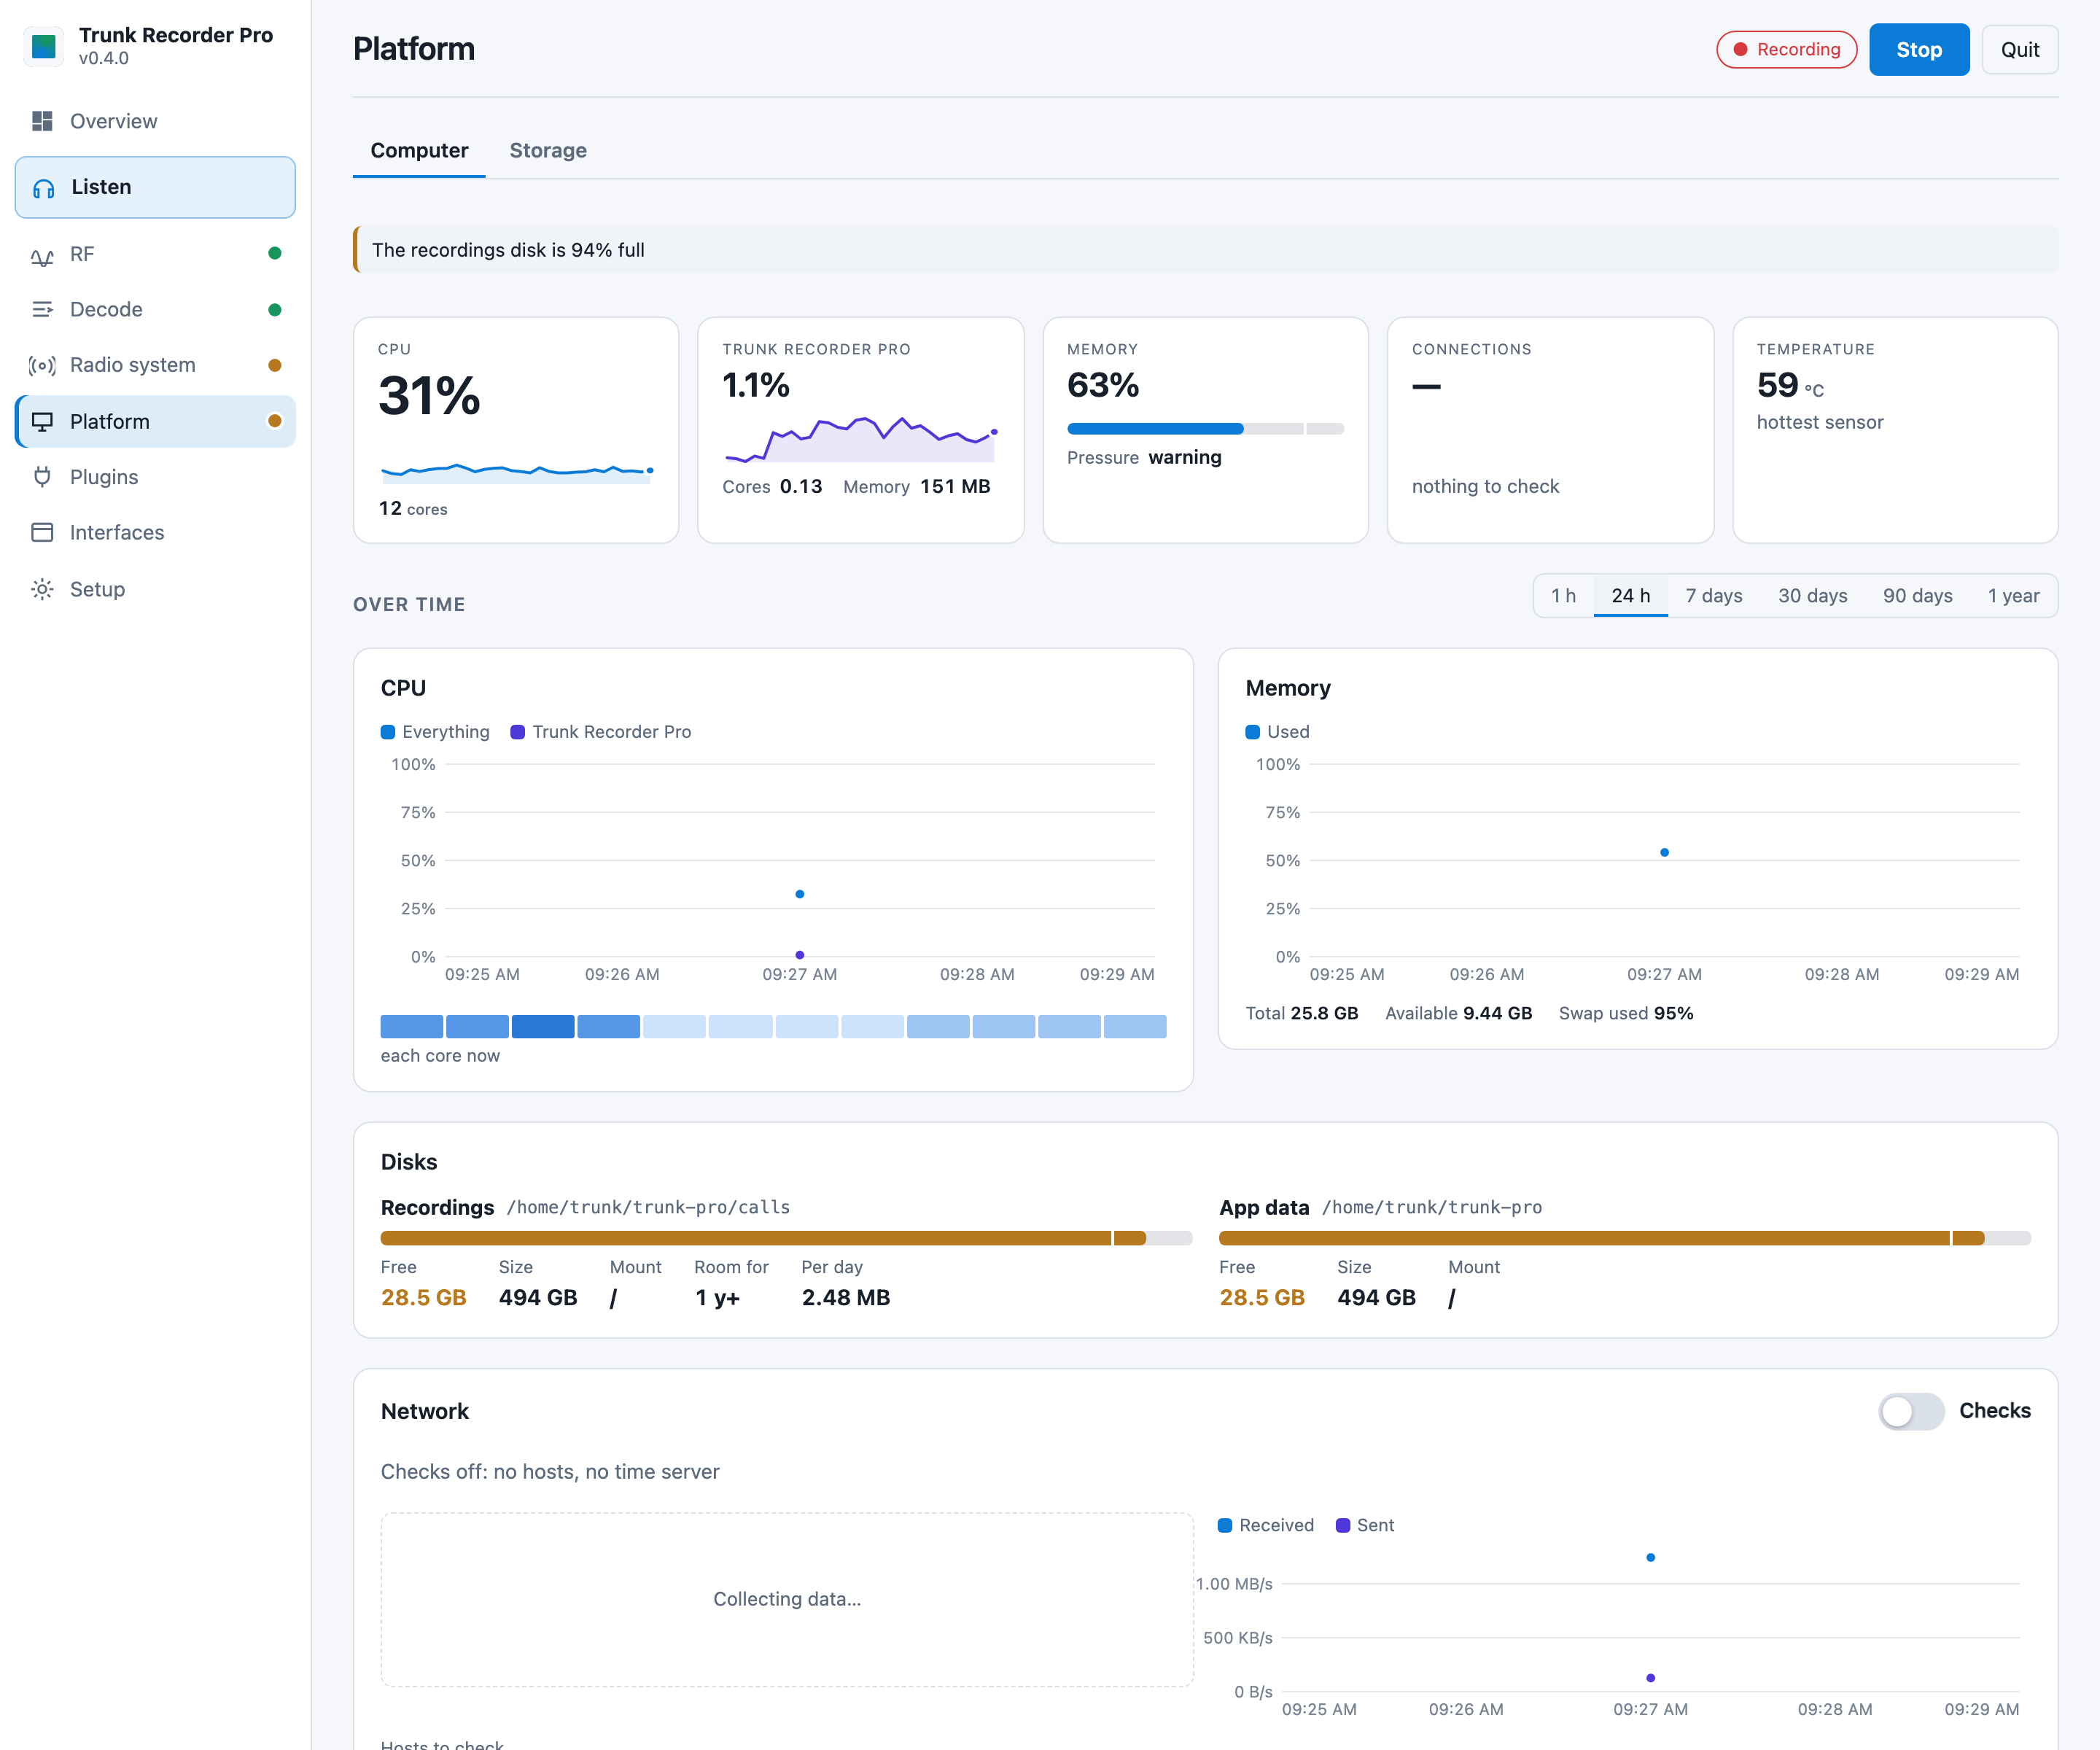 Trunk Recorder Pro
v0.4.0
Overview
Listen
RF
Decode
Radio system
Platform
Plugins
Interfaces
Setup
Platform
Recording
Stop
Quit
Computer
Storage
The recordings disk is 94% full
CPU
31%
12 cores
TRUNK RECORDER PRO
1.1%
Cores 0.13 Memory 151 MB
MEMORY
63%
Pressure warning
CONNECTIONS
—
nothing to check
TEMPERATURE
59 °C
hottest sensor
OVER TIME
1 h 24 h 7 days 30 days 90 days 1 year
CPU
Everything Trunk Recorder Pro
100%
75%
50%
25%
0%
09:25 AM 09:26 AM 09:27 AM 09:28 AM 09:29 AM
each core now
Memory
Used
100%
75%
50%
25%
0%
09:25 AM 09:26 AM 09:27 AM 09:28 AM 09:29 AM
Total 25.8 GB Available 9.44 GB Swap used 95%
Disks
Recordings /home/trunk/trunk-pro/calls
Free Size Mount Room for Per day
28.5 GB 494 GB / 1 y+ 2.48 MB
App data /home/trunk/trunk-pro
Free Size Mount
28.5 GB 494 GB /
Network
Checks
Checks off: no hosts, no time server
Collecting data...
Received Sent
1.00 MB/s
500 KB/s
0 B/s
09:25 AM 09:26 AM 09:27 AM 09:28 AM 09:29 AM
Hosts to check